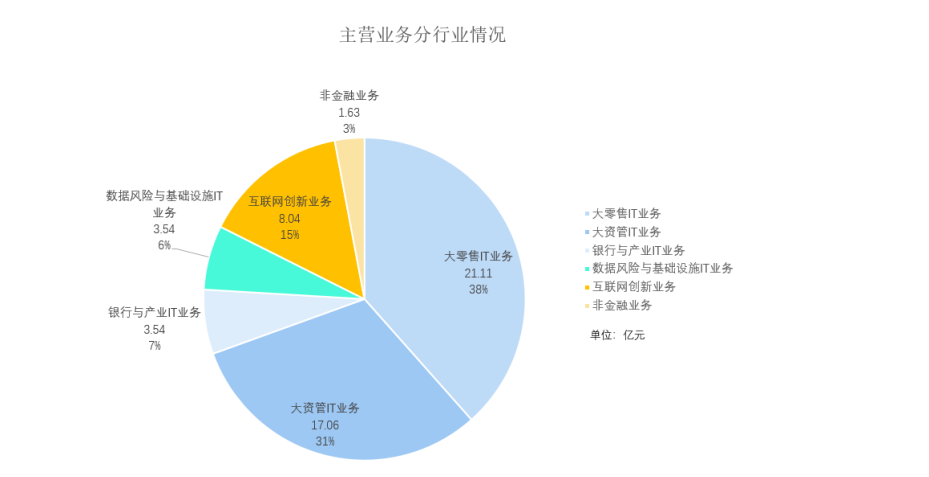 主营业务分行业情况
非金融业务
1.63
3%
数据风险与基础设施IT
业务
3.54
6%
互联网创新业务
8.04
15%
大零售IT业务
21.11
38%
银行与产业IT业务
3.54
7%
大资管IT业务
17.06
31%
大零售IT业务
大资管IT业务
银行与产业IT业务
数据风险与基础设施IT业务
互联网创新业务
非金融业务
单位：亿元